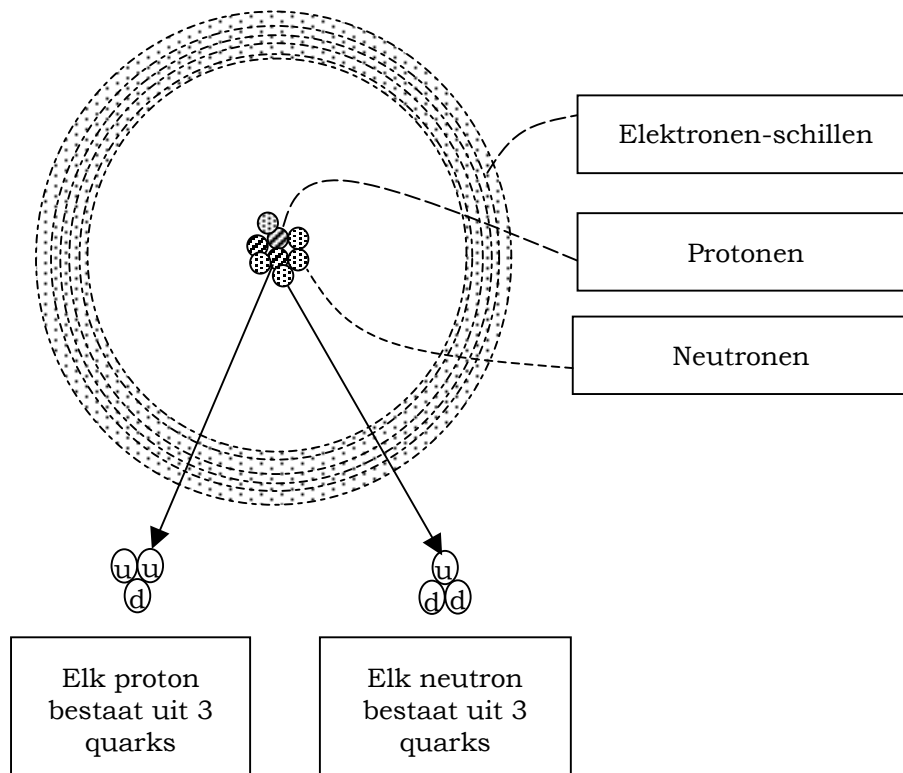 Elektronen-schillen
Protonen
Neutronen
u u
d
u
d d
Elk proton
bestaat uit 3
quarks
Elk neutron
bestaat uit 3
quarks